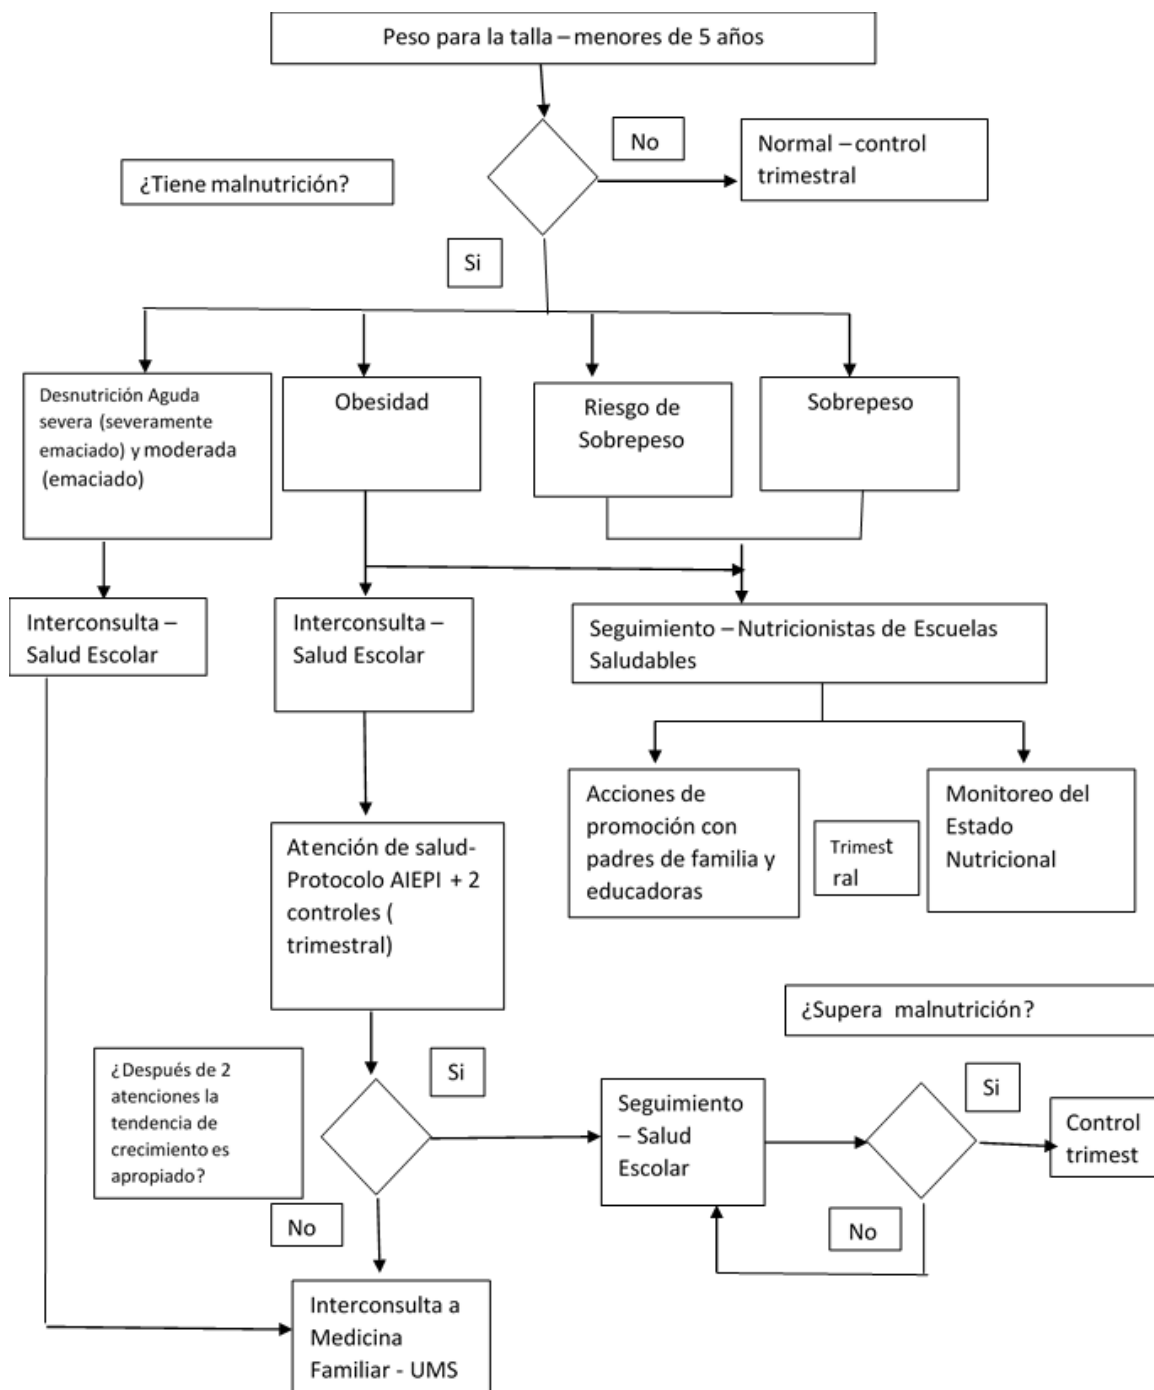 Peso para la talla – menores de 5 años
No
Normal – control
trimestral
¿Tiene malnutrición?
Si
Desnutrición Aguda
severa (severamente
emaciado) y moderada
(emaciado)
Obesidad
Riesgo de
Sobrepeso
Sobrepeso
Interconsulta –
Salud Escolar
Interconsulta –
Salud Escolar
Seguimiento – Nutricionistas de Escuelas
Saludables
Acciones de
promoción con
padres de familia y
educadoras
Trimest
ral
Monitoreo del
Estado
Nutricional
Atención de salud-
Protocolo AIEPI + 2
controles (
trimestral)
¿Supera malnutrición?
¿Después de 2
atenciones la
tendencia de
crecimiento es
apropiado?
Si
Seguimiento
– Salud
Escolar
Si
Control
trimest
No
No
Interconsulta a
Medicina
Familiar - UMS